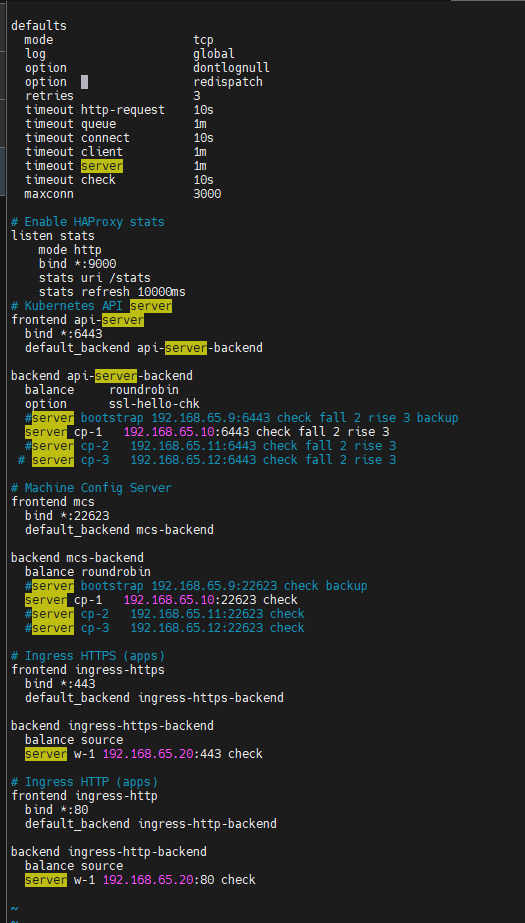 defaults
  mode                    tcp
  log                     global
  option                  dontlognull
  option                  redispatch
  retries                 3
  timeout http-request    10s
  timeout queue           1m
  timeout connect         10s
  timeout client          1m
  timeout server          1m
  timeout check           10s
  maxconn                 3000

# Enable HAProxy stats
listen stats
    mode http
    bind *:9000
    stats uri /stats
    stats refresh 10000ms
# Kubernetes API server
frontend api-server
  bind *:6443
  default_backend api-server-backend

backend api-server-backend
  balance     roundrobin
  option      ssl-hello-chk
  #server bootstrap 192.168.65.9:6443 check fall 2 rise 3 backup
  server cp-1   192.168.65.10:6443 check fall 2 rise 3
  #server cp-2   192.168.65.11:6443 check fall 2 rise 3
 # server cp-3   192.168.65.12:6443 check fall 2 rise 3

# Machine Config Server
frontend mcs
  bind *:22623
  default_backend mcs-backend

backend mcs-backend
  balance roundrobin
  #server bootstrap 192.168.65.9:22623 check backup
  server cp-1   192.168.65.10:22623 check
  #server cp-2   192.168.65.11:22623 check
  #server cp-3   192.168.65.12:22623 check

# Ingress HTTPS (apps)
frontend ingress-https
  bind *:443
  default_backend ingress-https-backend

backend ingress-https-backend
  balance source
  server w-1 192.168.65.20:443 check

# Ingress HTTP (apps)
frontend ingress-http
  bind *:80
  default_backend ingress-http-backend

backend ingress-http-backend
  balance source
  server w-1 192.168.65.20:80 check

~
~